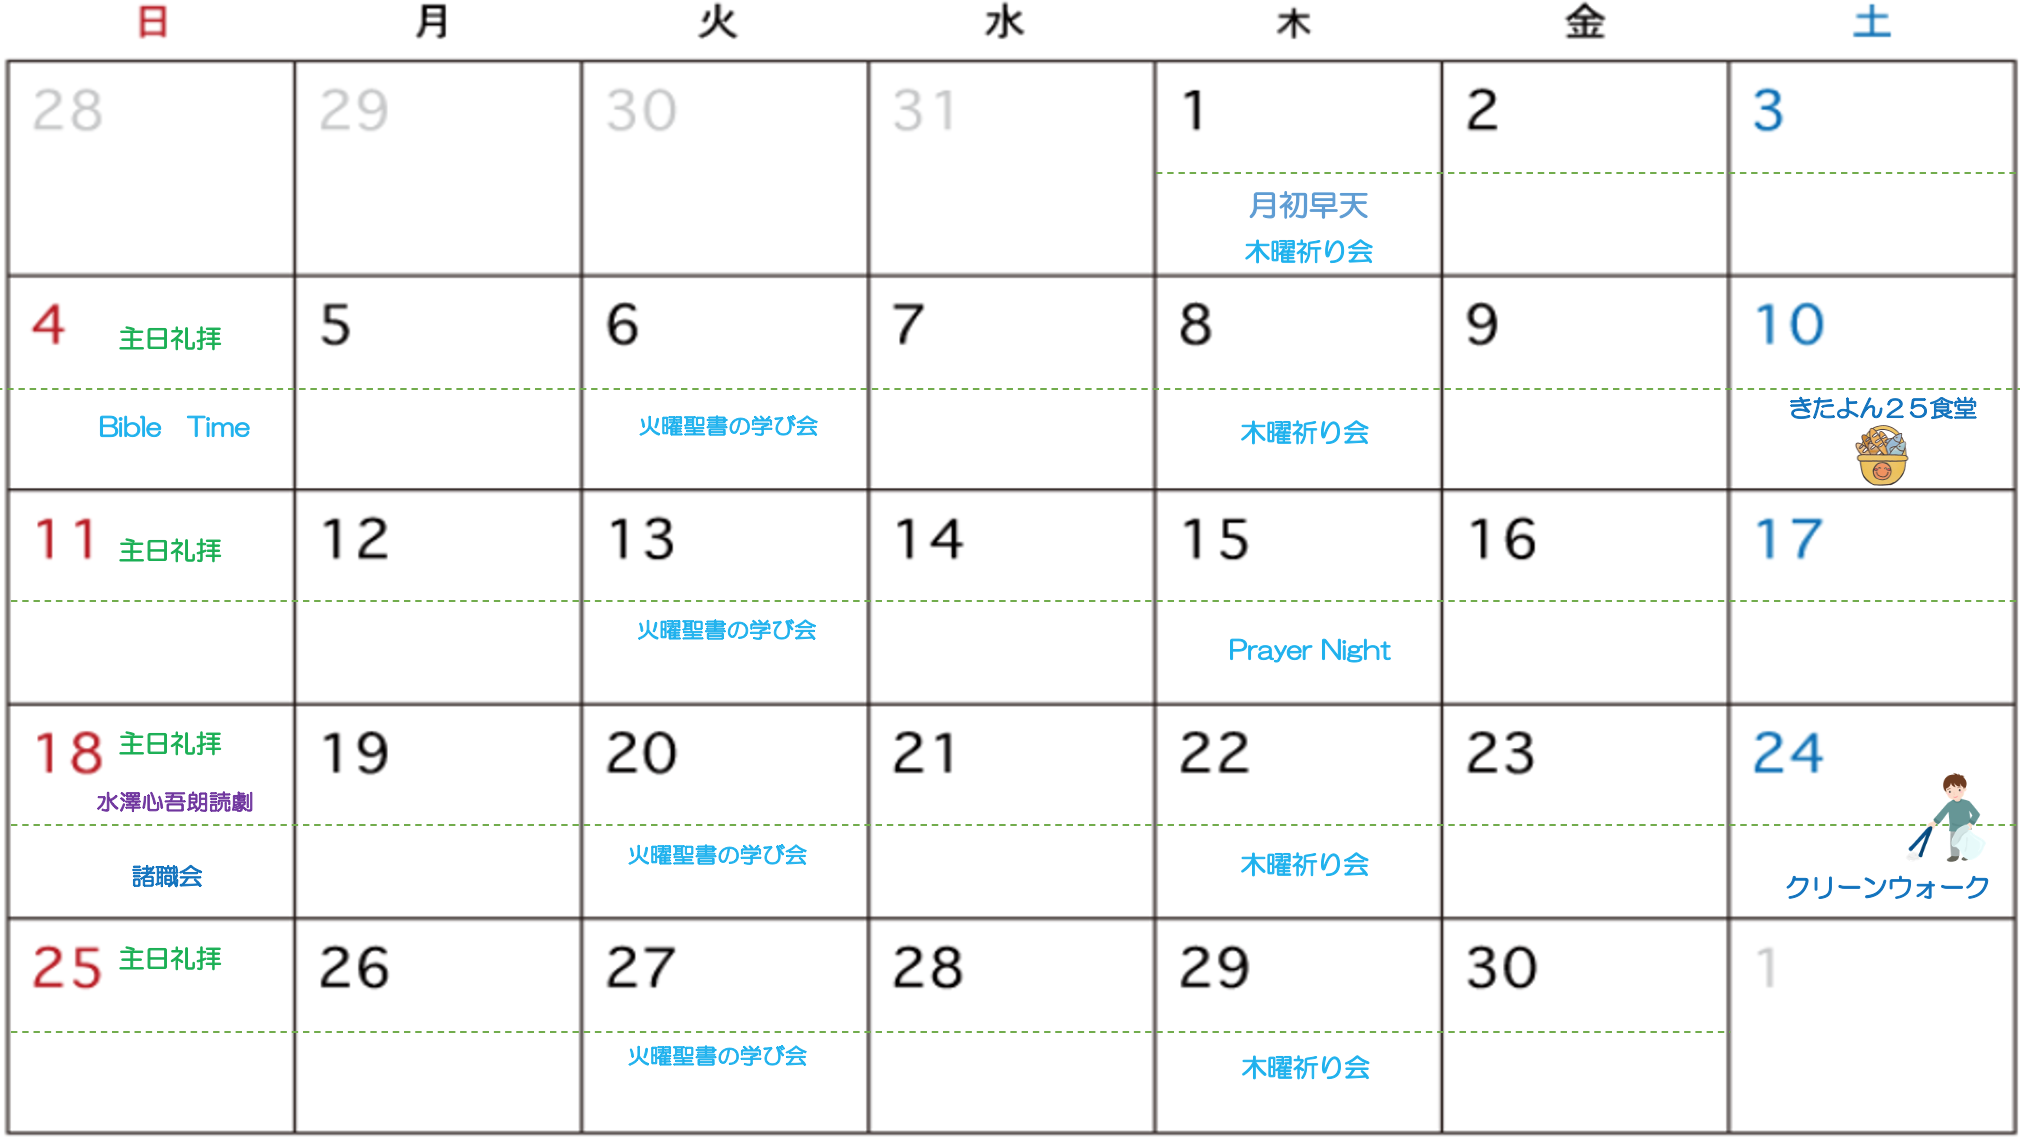 日 月 火 水 木 金 土
28 29 30 31 1 2 3
月初早天
木曜祈り会
4 主日礼拝 5 6 7 8 9 10
Bible　Time 火曜聖書の学び会 木曜祈り会 きたよん２５食堂
11 主日礼拝 12 13 14 15 16 17
火曜聖書の学び会 Prayer Night
18 主日礼拝 19 20 21 22 23 24
水澤心吾朗読劇
諸職会 火曜聖書の学び会 木曜祈り会 クリーンウォーク
25 主日礼拝 26 27 28 29 30 1
火曜聖書の学び会 木曜祈り会